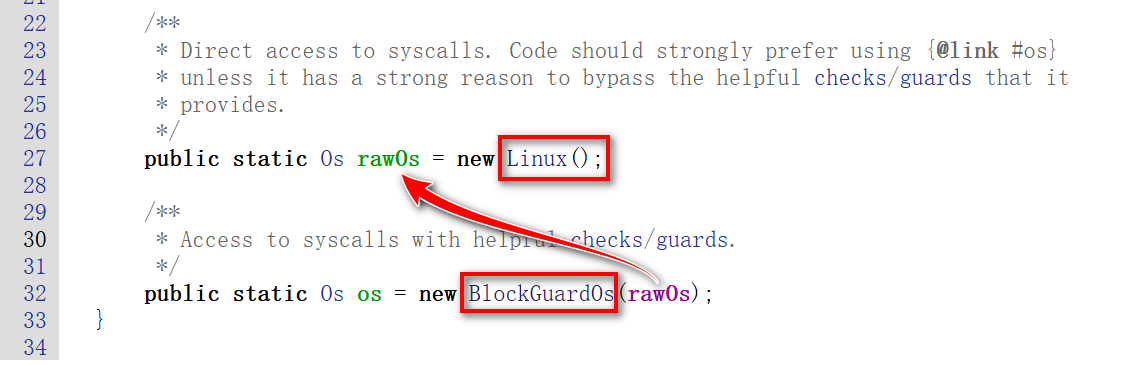 22 /**
23 * Direct access to syscalls. Code should strongly prefer using {@link #os}
24 * unless it has a strong reason to bypass the helpful checks/guards that it
25 * provides.
26 */
27 public static Os rawOs = new Linux();
28
29 /**
30 * Access to syscalls with helpful checks/guards.
31 */
32 public static Os os = new BlockGuardOs(rawOs);
33 }
34